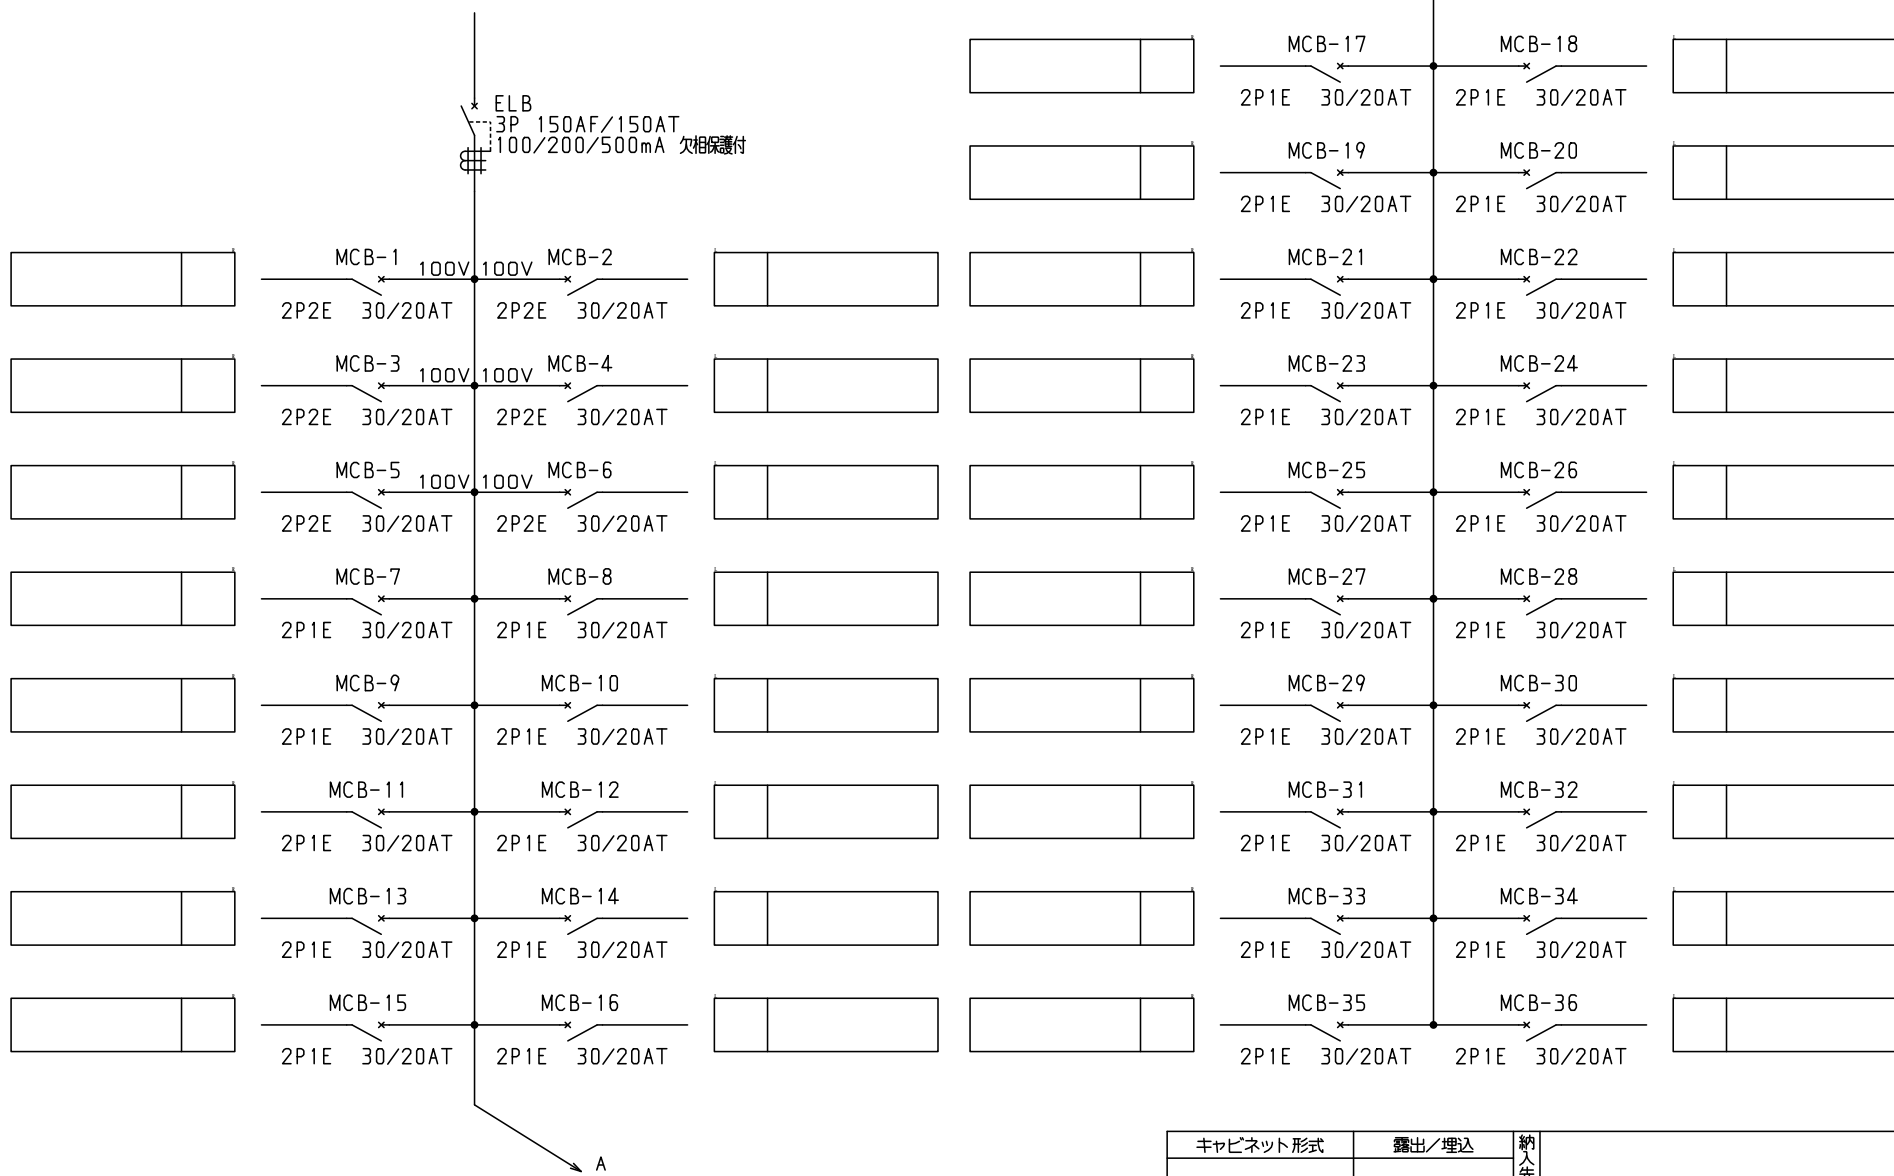 ELB
3P 150AF/150AT
100/200/500mA 欠相保護付
MCB-1 100V 100V MCB-2
2P2E 30/20AT 2P2E 30/20AT
MCB-3 100V 100V MCB-4
2P2E 30/20AT 2P2E 30/20AT
MCB-5 100V 100V MCB-6
2P2E 30/20AT 2P2E 30/20AT
MCB-7 MCB-8
2P1E 30/20AT 2P1E 30/20AT
MCB-9 MCB-10
2P1E 30/20AT 2P1E 30/20AT
MCB-11 MCB-12
2P1E 30/20AT 2P1E 30/20AT
MCB-13 MCB-14
2P1E 30/20AT 2P1E 30/20AT
MCB-15 MCB-16
2P1E 30/20AT 2P1E 30/20AT
A
MCB-17 MCB-18
2P1E 30/20AT 2P1E 30/20AT
MCB-19 MCB-20
2P1E 30/20AT 2P1E 30/20AT
MCB-21 MCB-22
2P1E 30/20AT 2P1E 30/20AT
MCB-23 MCB-24
2P1E 30/20AT 2P1E 30/20AT
MCB-25 MCB-26
2P1E 30/20AT 2P1E 30/20AT
MCB-27 MCB-28
2P1E 30/20AT 2P1E 30/20AT
MCB-29 MCB-30
2P1E 30/20AT 2P1E 30/20AT
MCB-31 MCB-32
2P1E 30/20AT 2P1E 30/20AT
MCB-33 MCB-34
2P1E 30/20AT 2P1E 30/20AT
MCB-35 MCB-36
2P1E 30/20AT 2P1E 30/20AT
キャビネット形式 露出/埋込 納入先